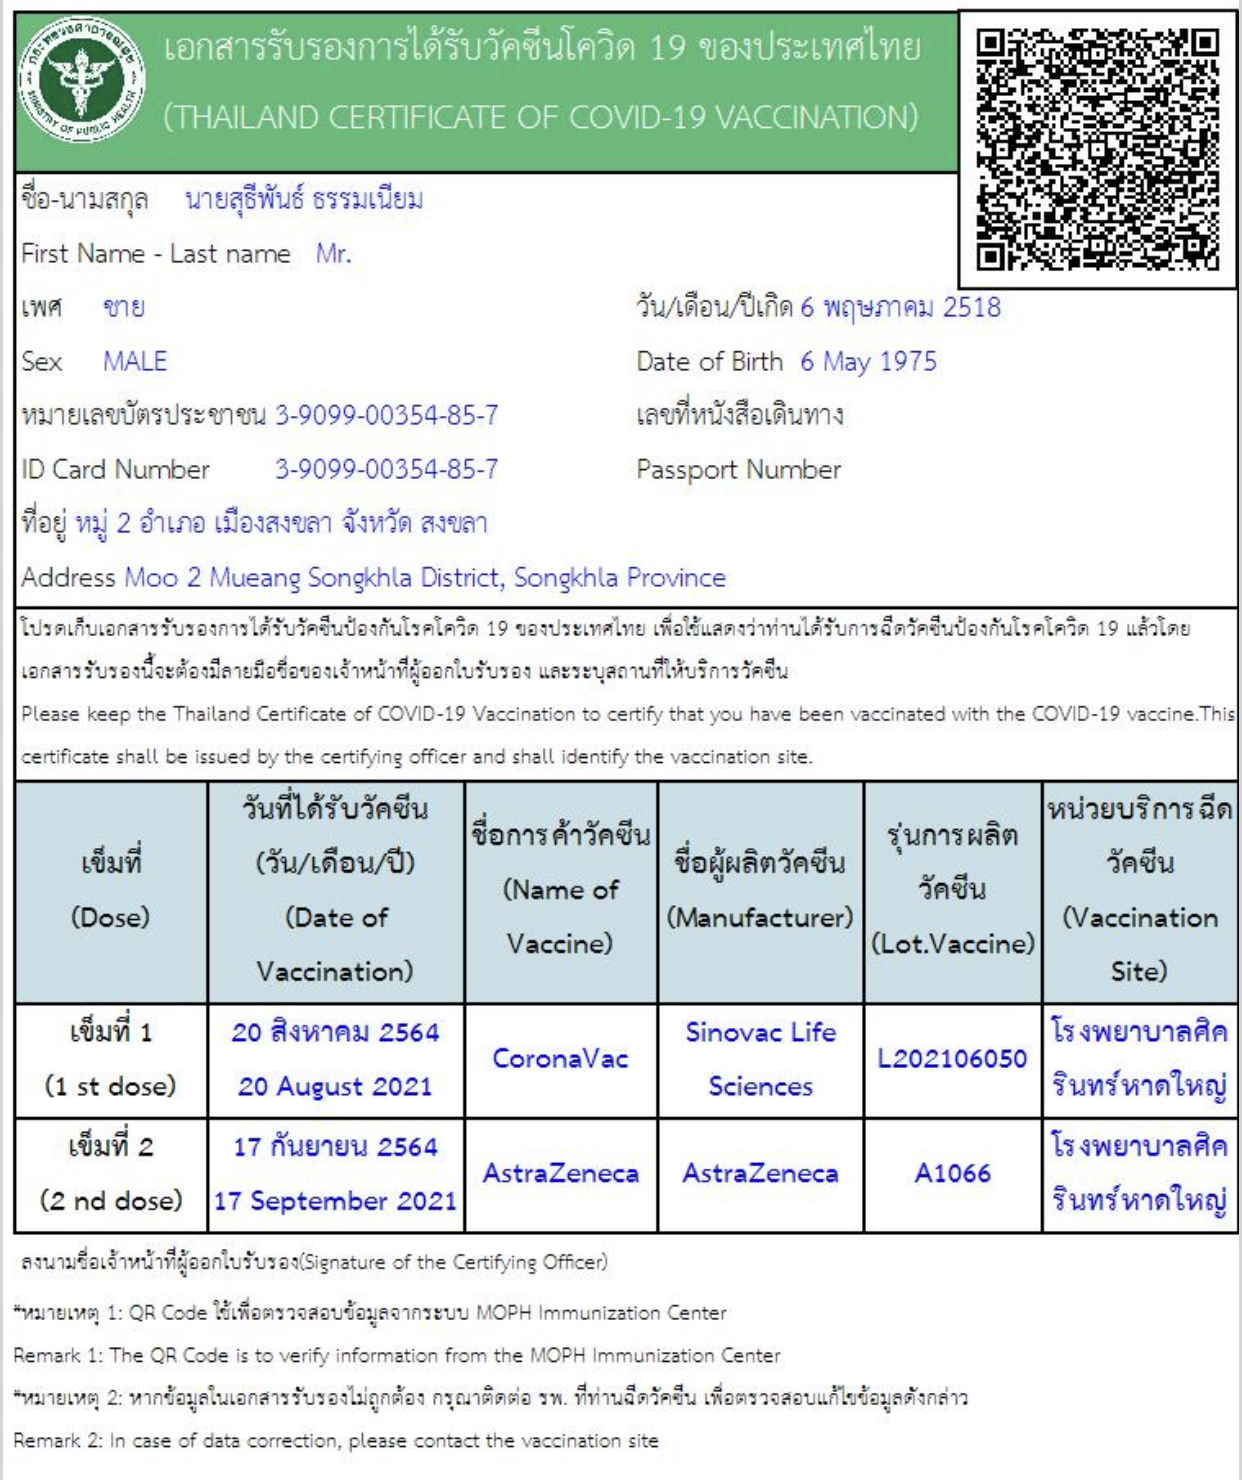 กระทรวงสาธารณสุข
MINISTRY OF PUBLIC HEALTH
เอกสารรับรองการได้รับวัคซีนโควิด 19 ของประเทศไทย
(THAILAND CERTIFICATE OF COVID-19 VACCINATION)
ชื่อ-นามสกุล นายสุธีพันธ์ ธรรมเนียม
First Name - Last name Mr.
เพศ ชาย วัน/เดือน/ปีเกิด 6 พฤษภาคม 2518
Sex MALE Date of Birth 6 May 1975
หมายเลขบัตรประชาชน 3-9099-00354-85-7 เลขที่หนังสือเดินทาง
ID Card Number 3-9099-00354-85-7 Passport Number
ที่อยู่ หมู่ 2 อำเภอ เมืองสงขลา จังหวัด สงขลา
Address Moo 2 Mueang Songkhla District, Songkhla Province
โปรดเก็บเอกสารรับรองการได้รับวัคซีนป้องกันโรคโควิด 19 ของประเทศไทย เพื่อใช้แสดงว่าท่านได้รับการฉีดวัคซีนป้องกันโรคโควิด 19 แล้วโดย
เอกสารรับรองนี้จะต้องมีลายมือชื่อของเจ้าหน้าที่ผู้ออกใบรับรอง และระบุสถานที่ให้บริการวัคซีน
Please keep the Thailand Certificate of COVID-19 Vaccination to certify that you have been vaccinated with the COVID-19 vaccine.This
certificate shall be issued by the certifying officer and shall identify the vaccination site.
เข็มที่
(Dose)
วันที่ได้รับวัคซีน
(วัน/เดือน/ปี)
(Date of
Vaccination)
ชื่อการค้าวัคซีน
(Name of
Vaccine)
ชื่อผู้ผลิตวัคซีน
(Manufacturer)
รุ่นการผลิต
วัคซีน
(Lot.Vaccine)
หน่วยบริการฉีด
วัคซีน
(Vaccination
Site)
เข็มที่ 1
(1 st dose)
20 สิงหาคม 2564
20 August 2021
CoronaVac
Sinovac Life
Sciences
L202106050
โรงพยาบาลศิค
รินทร์หาดใหญ่
เข็มที่ 2
(2 nd dose)
17 กันยายน 2564
17 September 2021
AstraZeneca
AstraZeneca
A1066
โรงพยาบาลศิค
รินทร์หาดใหญ่
ลงนามชื่อเจ้าหน้าที่ผู้ออกใบรับรอง(Signature of the Certifying Officer)
*หมายเหตุ 1: QR Code ใช้เพื่อตรวจสอบข้อมูลจากระบบ MOPH Immunization Center
Remark 1: The QR Code is to verify information from the MOPH Immunization Center
*หมายเหตุ 2: หากข้อมูลในเอกสารรับรองไม่ถูกต้อง กรุณาติดต่อ รพ. ที่ท่านฉีดวัคซีน เพื่อตรวจสอบแก้ไขข้อมูลดังกล่าว
Remark 2: In case of data correction, please contact the vaccination site